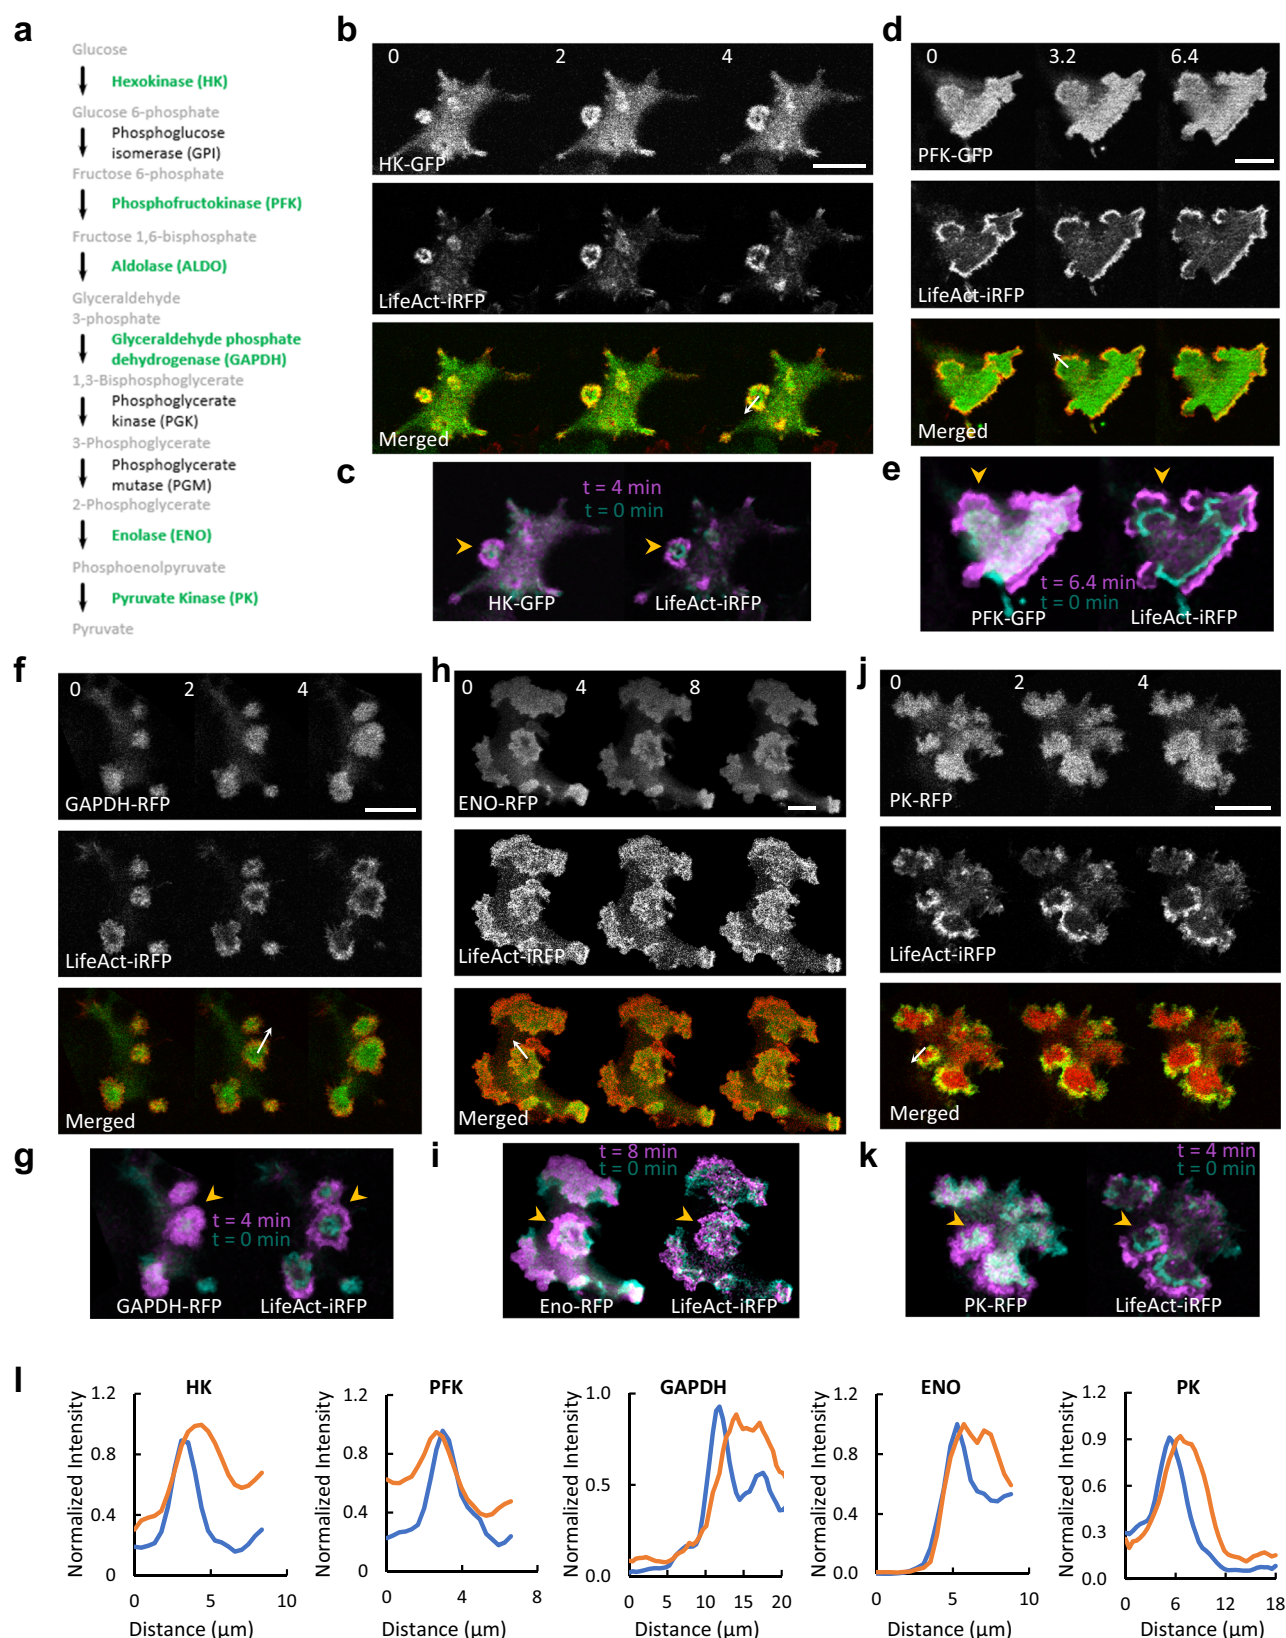 a
Glucose
Hexokinase (HK)
Glucose 6-phosphate
Phosphoglucose
isomerase (GPI)
Fructose 6-phosphate
Phosphofructokinase (PFK)
Fructose 1,6-bisphosphate
Aldolase (ALDO)
Glyceraldehyde
3-phosphate
Glyceraldehyde phosphate
dehydrogenase (GAPDH)
1,3-Bisphosphoglycerate
Phosphoglycerate
kinase (PGK)
3-Phosphoglycerate
Phosphoglycerate
mutase (PGM)
2-Phosphoglycerate
Enolase (ENO)
Phosphoenolpyruvate
Pyruvate Kinase (PK)
Pyruvate
b
0 2 4
HK-GFP
LifeAct-iRFP
Merged
c
t = 4 min
t = 0 min
HK-GFP LifeAct-iRFP
d
0 3.2 6.4
PFK-GFP
LifeAct-iRFP
Merged
e
t = 6.4 min
t = 0 min
PFK-GFP LifeAct-iRFP
f
0 2 4
GAPDH-RFP
LifeAct-iRFP
Merged
g
t = 4 min
t = 0 min
GAPDH-RFP LifeAct-iRFP
h
0 4 8
ENO-RFP
LifeAct-iRFP
Merged
i
t = 8 min
t = 0 min
Eno-RFP LifeAct-iRFP
j
0 2 4
PK-RFP
LifeAct-iRFP
Merged
k
t = 4 min
t = 0 min
PK-RFP LifeAct-iRFP
l
HK
Normalized Intensity
1.2
0.8
0.4
0
0 5 10
Distance (μm)
PFK
Normalized Intensity
1.2
0.8
0.4
0
0 4 8
Distance (μm)
GAPDH
Normalized Intensity
1.0
0.5
0.0
0 5 10 15 20
Distance (μm)
ENO
Normalized Intensity
1.2
0.8
0.4
0.0
0 5 10
Distance (μm)
PK
Normalized Intensity
1.2
0.9
0.6
0.3
0.0
0 6 12 18
Distance (μm)